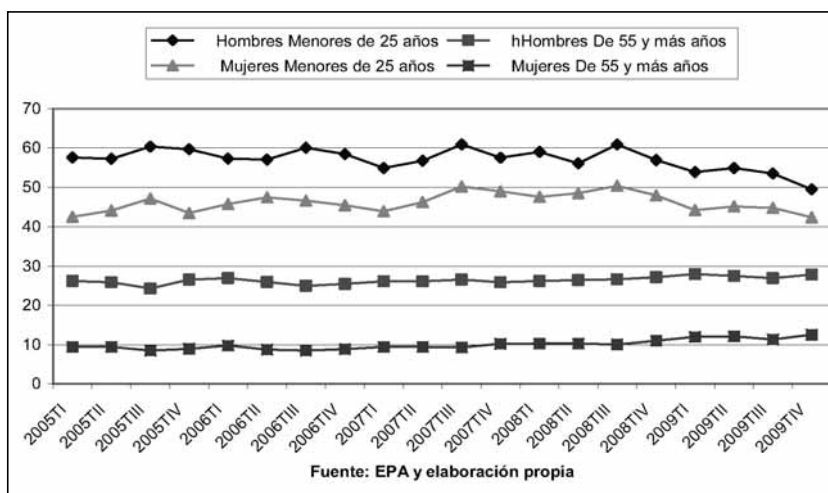 Hombres Menores de 25 años hHombres De 55 y más años
Mujeres Menores de 25 años Mujeres De 55 y más años
70
60
50
40
30
20
10
0
2005TI
2005TII
2005TIII
2005TIV
2006TI
2006TII
2006TIII
2006TIV
2007TI
2007TII
2007TIII
2007TIV
2008TI
2008TII
2008TIII
2008TIV
2009TI
2009TII
2009TIII
2009TIV
Fuente: EPA y elaboración propia